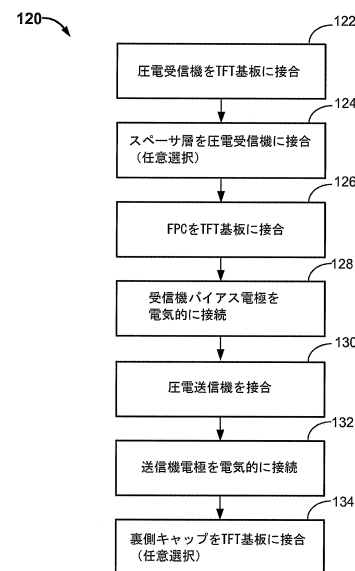 120
122
圧電受信機をTFT基板に接合
124
スペーサ層を圧電受信機に接合
（任意選択）
126
FPCをTFT基板に接合
128
受信機バイアス電極を
電気的に接続
130
圧電送信機を接合
132
送信機電極を電気的に接続
134
裏側キャップをTFT基板に接合
（任意選択）